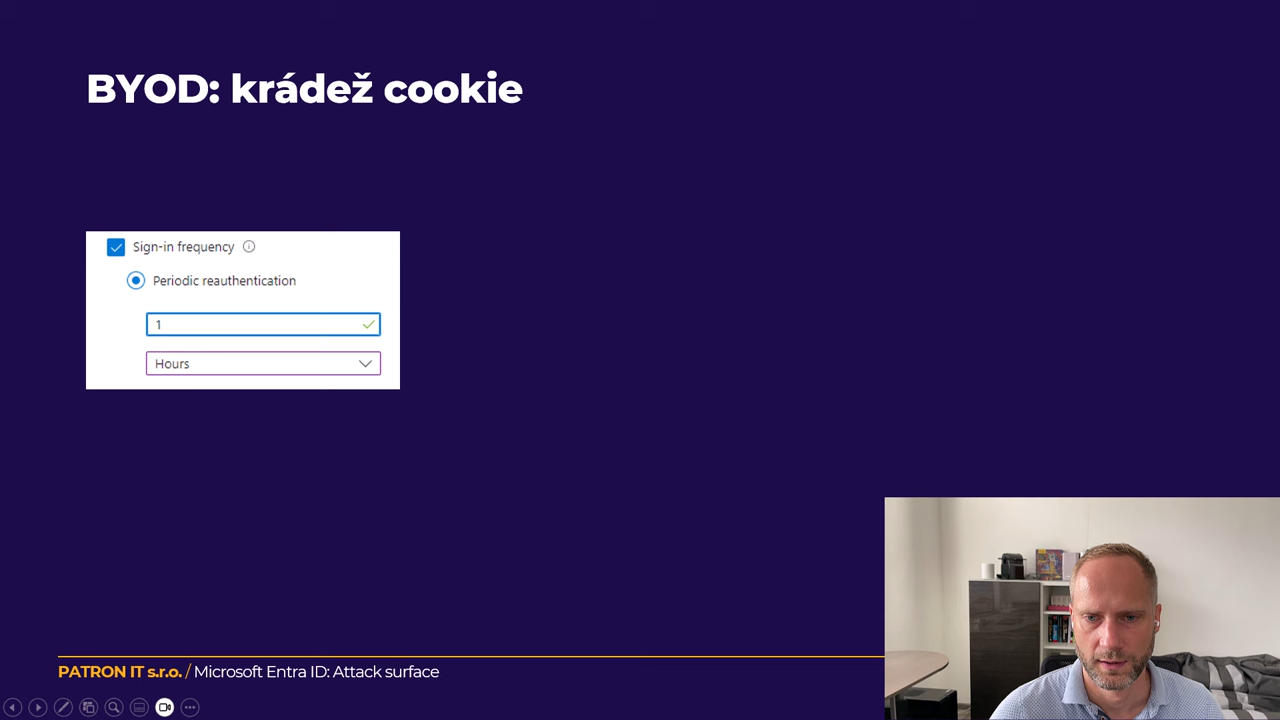 BYOD: krádež cookie
Sign-in frequency
Periodic reauthentication
1
Hours
PATRON IT s.r.o. / Microsoft Entra ID: Attack surface